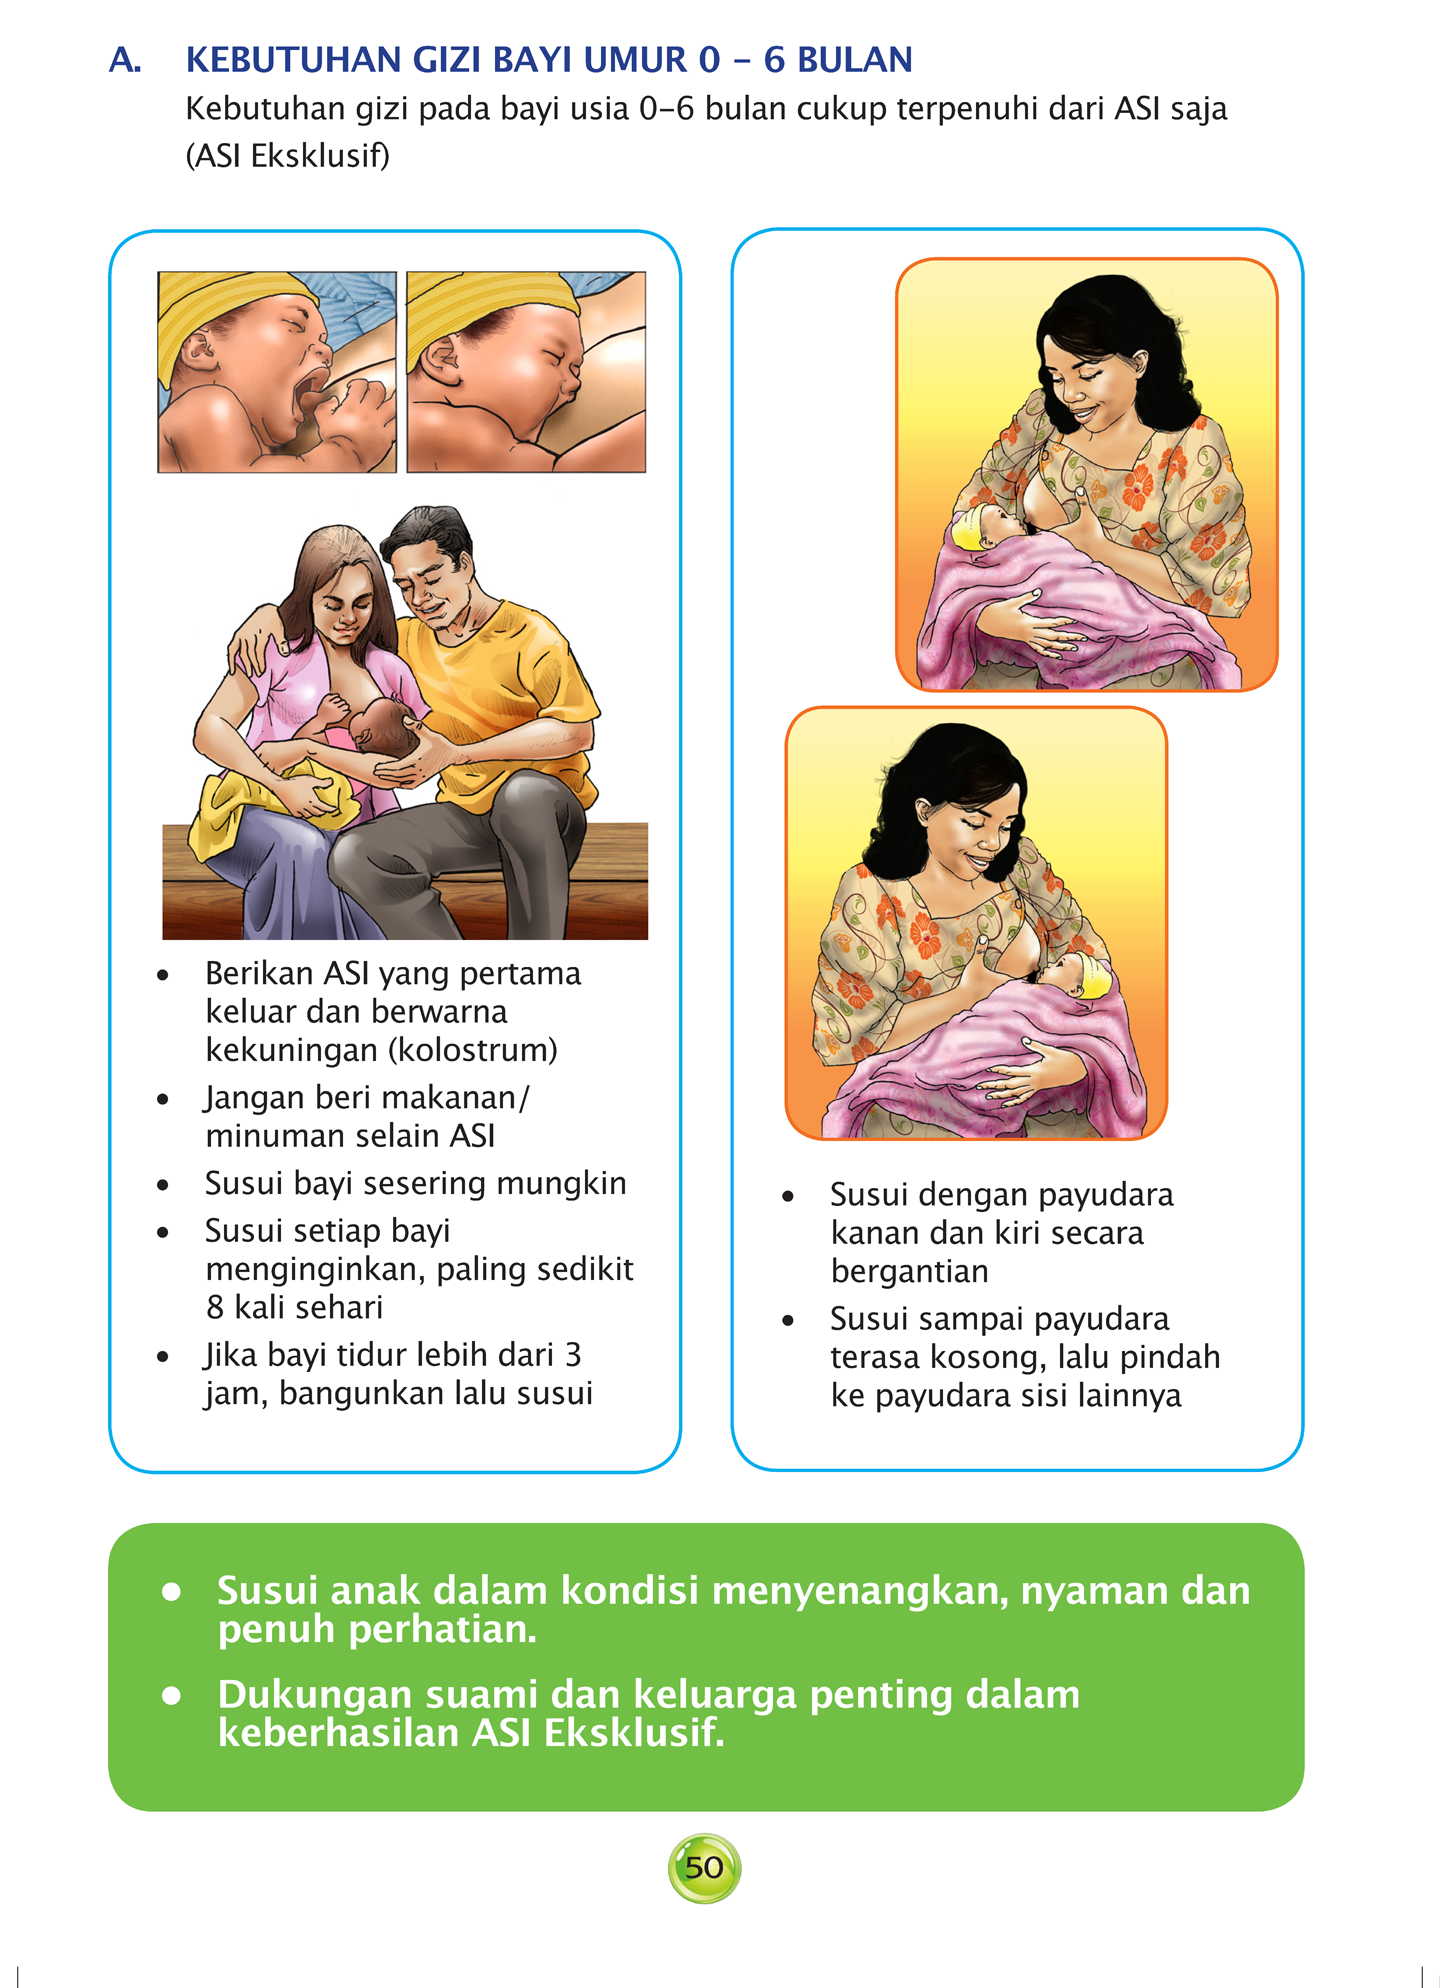 A. KEBUTUHAN GIZI BAYI UMUR 0 – 6 BULAN
Kebutuhan gizi pada bayi usia 0–6 bulan cukup terpenuhi dari ASI saja
(ASI Eksklusif)
• Berikan ASI yang pertama
keluar dan berwarna
kekuningan (kolostrum)
• Jangan beri makanan/
minuman selain ASI
• Susui bayi sesering mungkin
• Susui setiap bayi
menginginkan, paling sedikit
8 kali sehari
• Jika bayi tidur lebih dari 3
jam, bangunkan lalu susui
• Susui dengan payudara
kanan dan kiri secara
bergantian
• Susui sampai payudara
terasa kosong, lalu pindah
ke payudara sisi lainnya
• Susui anak dalam kondisi menyenangkan, nyaman dan
penuh perhatian.
• Dukungan suami dan keluarga penting dalam
keberhasilan ASI Eksklusif.
50